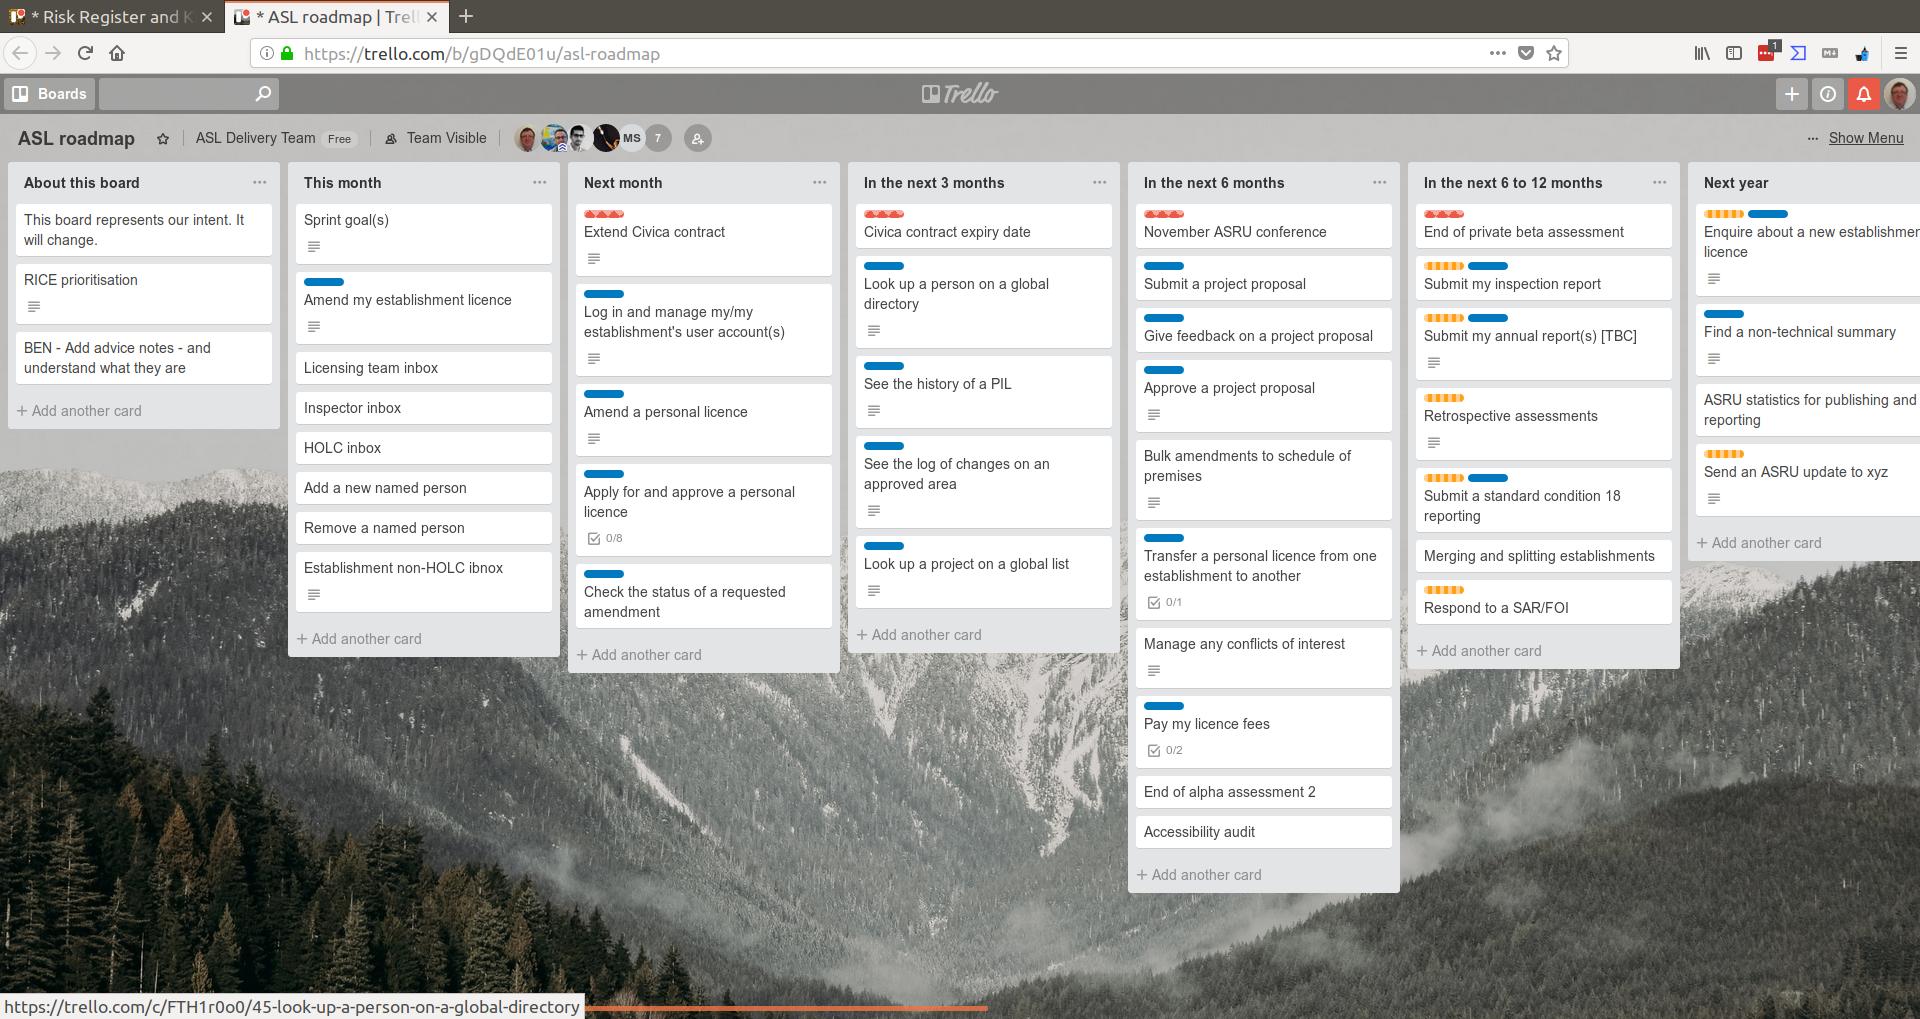 * Risk Register and K
* ASL roadmap | Trel
https://trello.com/b/gDQdE01u/asl-roadmap
1
Boards
Trello
ASL roadmap
ASL Delivery Team
Free
Team Visible
MS
7
... Show Menu
About this board
This board represents our intent. It
will change.
RICE prioritisation
BEN - Add advice notes - and
understand what they are
+ Add another card
This month
Sprint goal(s)
Amend my establishment licence
Licensing team inbox
Inspector inbox
HOLC inbox
Add a new named person
Remove a named person
Establishment non-HOLC ibnox
+ Add another card
Next month
Extend Civica contract
Log in and manage my/my
establishment's user account(s)
Amend a personal licence
Apply for and approve a personal
licence
0/8
Check the status of a requested
amendment
+ Add another card
In the next 3 months
Civica contract expiry date
Look up a person on a global
directory
See the history of a PIL
See the log of changes on an
approved area
Look up a project on a global list
+ Add another card
In the next 6 months
November ASRU conference
Submit a project proposal
Give feedback on a project proposal
Approve a project proposal
Bulk amendments to schedule of
premises
Transfer a personal licence from one
establishment to another
0/1
Manage any conflicts of interest
Pay my licence fees
0/2
End of alpha assessment 2
Accessibility audit
+ Add another card
In the next 6 to 12 months
End of private beta assessment
Submit my inspection report
Submit my annual report(s) [TBC]
Retrospective assessments
Submit a standard condition 18
reporting
Merging and splitting establishments
Respond to a SAR/FOI
+ Add another card
Next year
Enquire about a new establishmen
licence
Find a non-technical summary
ASRU statistics for publishing and
reporting
Send an ASRU update to xyz
+ Add another card
https://trello.com/c/FTH1r0o0/45-look-up-a-person-on-a-global-directory